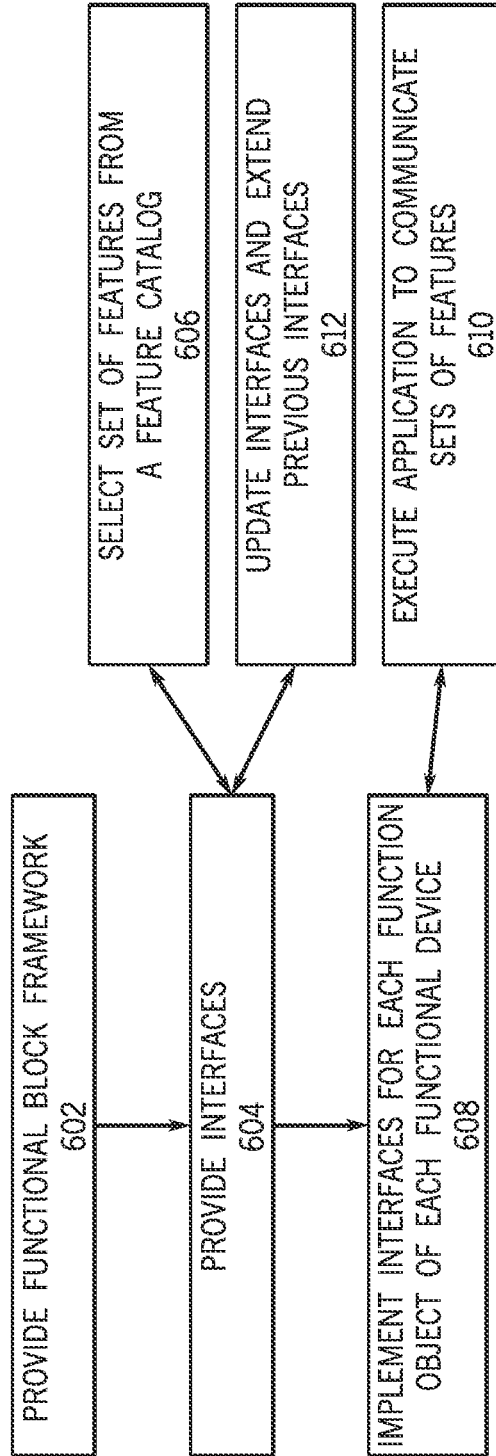 PROVIDE FUNCTIONAL BLOCK FRAMEWORK
602
PROVIDE INTERFACES
604
IMPLEMENT INTERFACES FOR EACH FUNCTION
OBJECT OF EACH FUNCTIONAL DEVICE
608
SELECT SET OF FEATURES FROM
A FEATURE CATALOG
606
UPDATE INTERFACES AND EXTEND
PREVIOUS INTERFACES
612
EXECUTE APPLICATION TO COMMUNICATE
SETS OF FEATURES
610